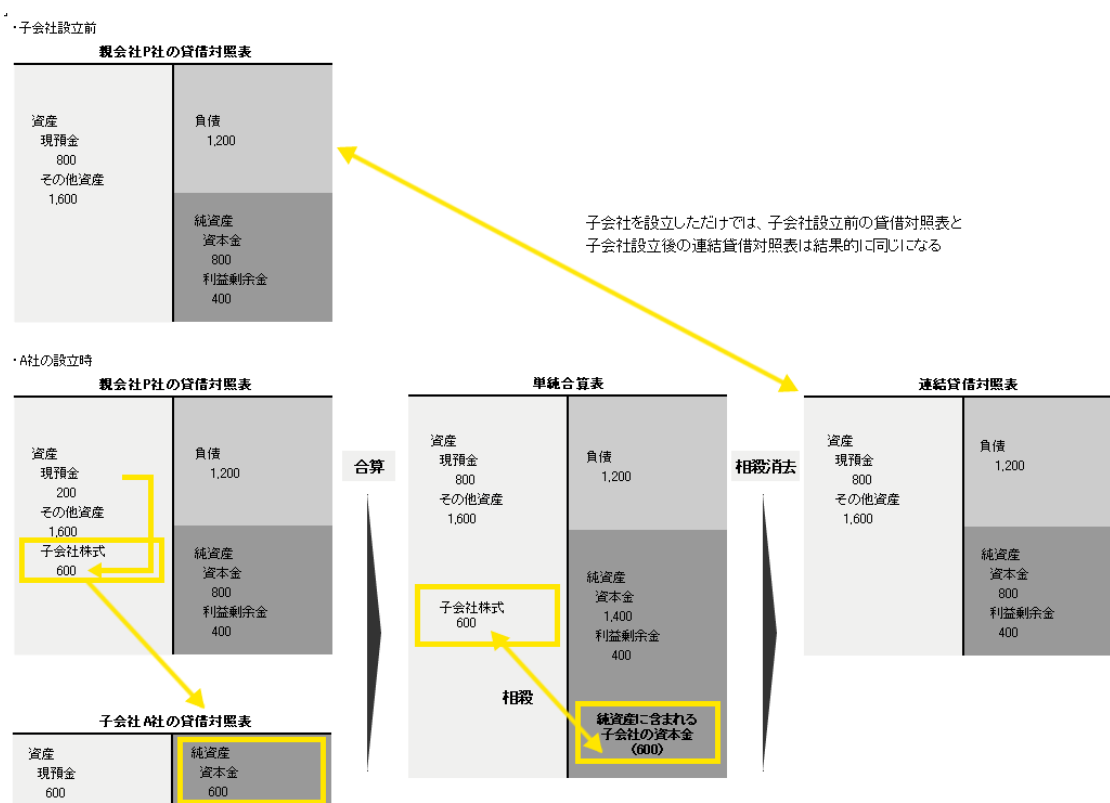 ・子会社設立前
親会社P社の貸借対照表
資産
現預金
800
その他資産
1,600
負債
1,200
純資産
資本金
800
利益剰余金
400
子会社を設立しただけでは、子会社設立前の貸借対照表と
子会社設立後の連結貸借対照表は結果的に同じになる
・A社の設立時
親会社P社の貸借対照表
資産
現預金
200
その他資産
1,600
子会社株式
600
負債
1,200
純資産
資本金
800
利益剰余金
400
子会社A社の貸借対照表
資産
現預金
600
純資産
資本金
600
合算
単純合算表
資産
現預金
800
その他資産
1,600
子会社株式
600
相殺
負債
1,200
純資産
資本金
1,400
利益剰余金
400
純資産に含まれる
子会社の資本金
(600)
相殺消去
連結貸借対照表
資産
現預金
800
その他資産
1,600
負債
1,200
純資産
資本金
800
利益剰余金
400